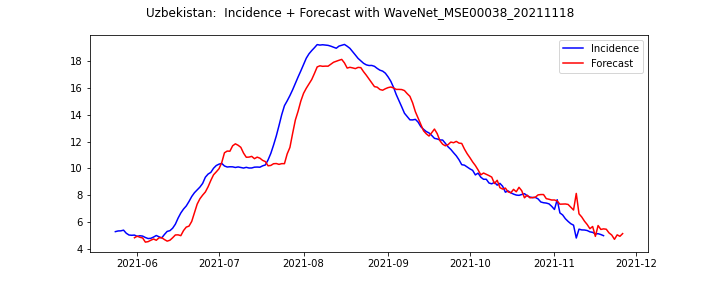 Uzbekistan:  Incidence + Forecast with WaveNet_MSE00038_20211118
Incidence
Forecast
18
16
14
12
10
8
6
4
2021-06 2021-07 2021-08 2021-09 2021-10 2021-11 2021-12